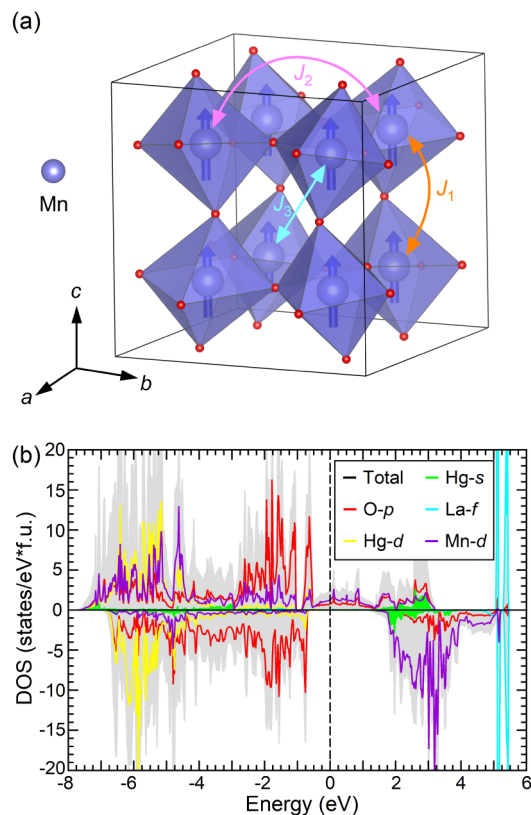 (a)
J₂
J₁
J₃
Mn
c
a
b
(b)
Total
Hg-s
O-p
La-f
Hg-d
Mn-d
20
15
10
5
0
-5
-10
-15
-20
DOS (states/eV*f.u.)
-8 -6 -4 -2 0 2 4 6
Energy (eV)